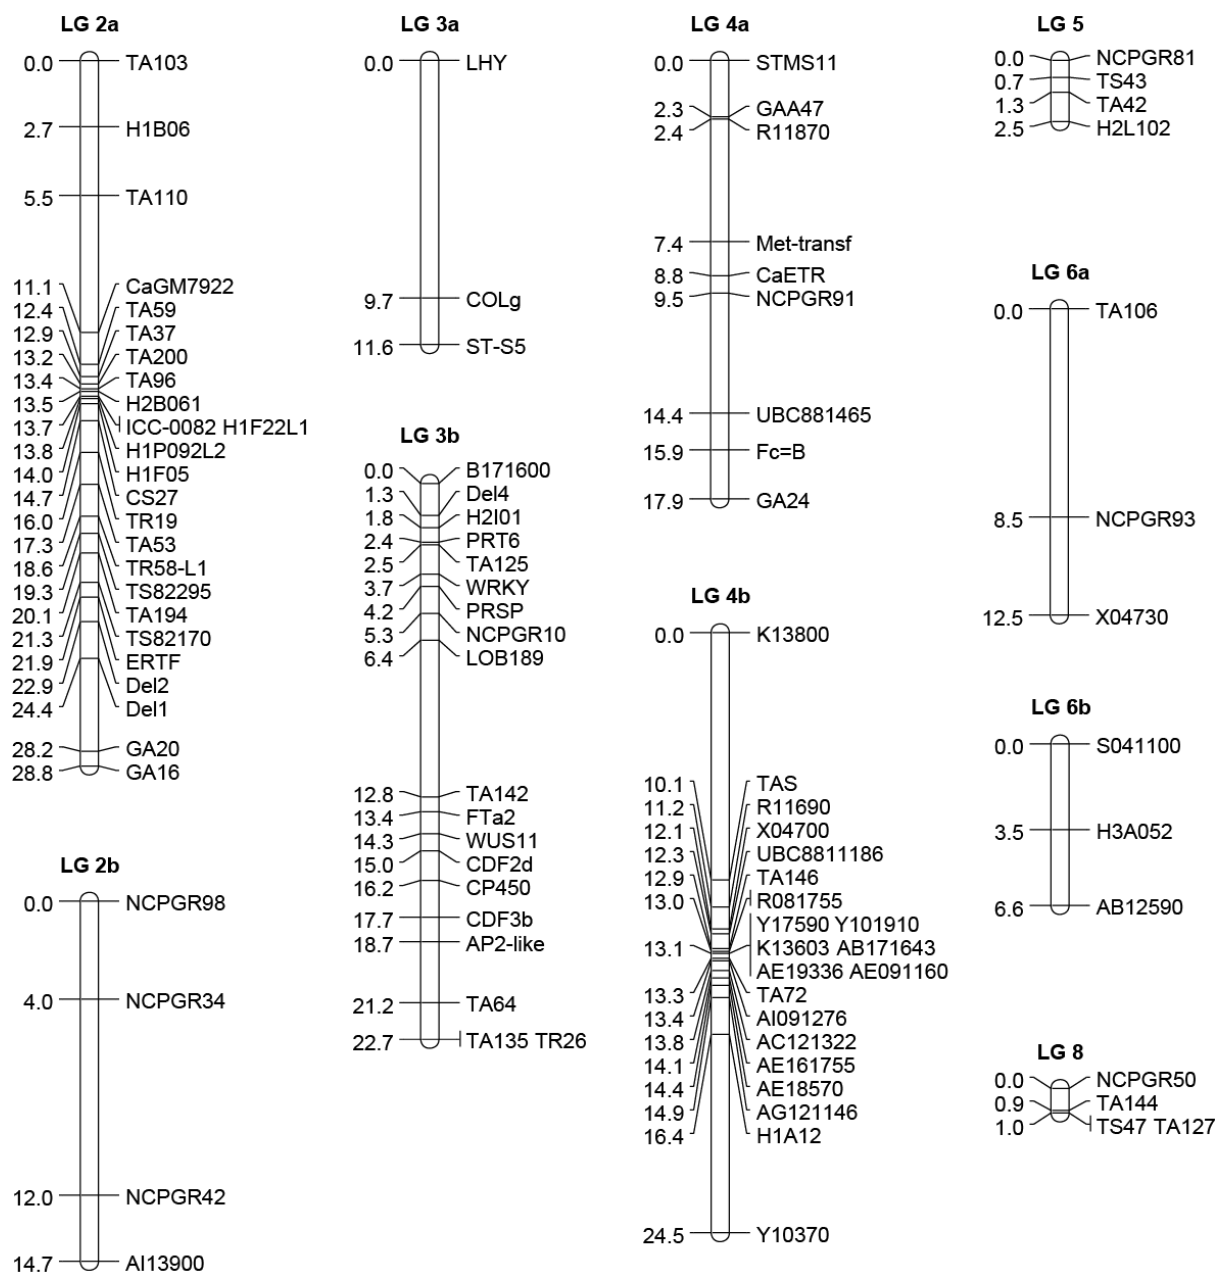 LG 2a
0.0 TA103
2.7 H1B06
5.5 TA110
11.1 CaGM7922
12.4 TA59
12.9 TA37
13.2 TA200
13.4 TA96
13.5 H2B061
13.7 ICC-0082 H1F22L1
13.8 H1P092L2
14.0 H1F05
14.7 CS27
16.0 TR19
17.3 TA53
18.6 TR58-L1
19.3 TS82295
20.1 TA194
21.3 TS82170
21.9 ERTF
22.9 Del2
24.4 Del1
28.2 GA20
28.8 GA16
LG 2b
0.0 NCPGR98
4.0 NCPGR34
12.0 NCPGR42
14.7 AI13900
LG 3a
0.0 LHY
9.7 COLg
11.6 ST-S5
LG 3b
0.0 B171600
1.3 Del4
1.8 H2I01
2.4 PRT6
2.5 TA125
3.7 WRKY
4.2 PRSP
5.3 NCPGR10
6.4 LOB189
12.8 TA142
13.4 FTa2
14.3 WUS11
15.0 CDF2d
16.2 CP450
17.7 CDF3b
18.7 AP2-like
21.2 TA64
22.7 TA135 TR26
LG 4a
0.0 STMS11
2.3 GAA47
2.4 R11870
7.4 Met-transf
8.8 CaETR
9.5 NCPGR91
14.4 UBC881465
15.9 Fc=B
17.9 GA24
LG 4b
0.0 K13800
10.1 TAS
11.2 R11690
12.1 X04700
12.3 UBC8811186
12.9 TA146
13.0 R081755
Y17590 Y101910
13.1 K13603 AB171643
AE19336 AE091160
13.3 TA72
13.4 AI091276
13.8 AC121322
14.1 AE161755
14.4 AE18570
14.9 AG121146
16.4 H1A12
24.5 Y10370
LG 5
0.0 NCPGR81
0.7 TS43
1.3 TA42
2.5 H2L102
LG 6a
0.0 TA106
8.5 NCPGR93
12.5 X04730
LG 6b
0.0 S041100
3.5 H3A052
6.6 AB12590
LG 8
0.0 NCPGR50
0.9 TA144
1.0 TS47 TA127